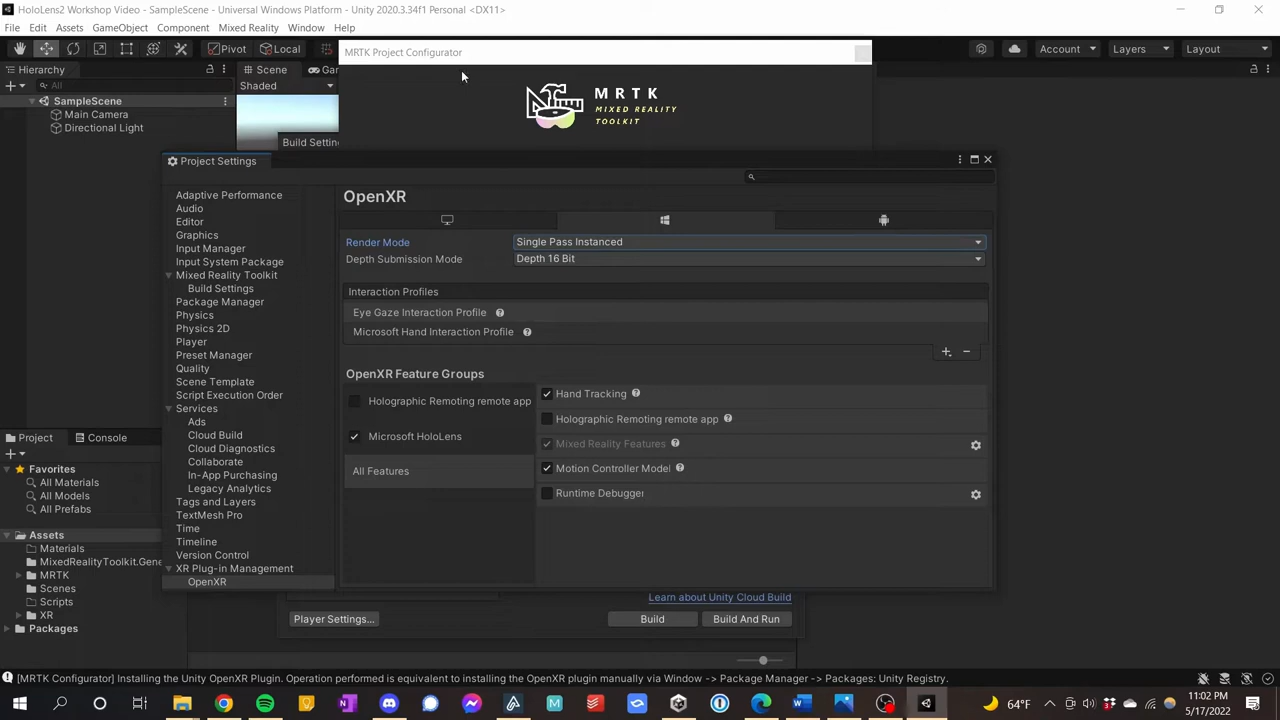 HoloLens2 Workshop Video - SampleScene - Universal Windows Platform - Unity 2020.3.34f1 Personal <DX11>
File Edit Assets GameObject Component Mixed Reality Window Help
Pivot Local Account Layers Layout
Hierarchy
All
SampleScene
Main Camera
Directional Light
Scene Gar
Shaded
Build Settin
MRTK Project Configurator
MRTK
MIXED REALITY
TOOLKIT
Project Settings
Adaptive Performance
Audio
Editor
Graphics
Input Manager
Input System Package
Mixed Reality Toolkit
Build Settings
Package Manager
Physics
Physics 2D
Player
Preset Manager
Quality
Scene Template
Script Execution Order
Services
Ads
Cloud Build
Cloud Diagnostics
Collaborate
In-App Purchasing
Legacy Analytics
Tags and Layers
TextMesh Pro
Time
Timeline
Version Control
XR Plug-in Management
OpenXR
OpenXR
Render Mode Single Pass Instanced
Depth Submission Mode Depth 16 Bit
Interaction Profiles
Eye Gaze Interaction Profile
Microsoft Hand Interaction Profile
OpenXR Feature Groups
Holographic Remoting remote app
Microsoft HoloLens
All Features
Hand Tracking
Holographic Remoting remote app
Mixed Reality Features
Motion Controller Model
Runtime Debugger
Learn about Unity Cloud Build
Player Settings... Build Build And Run
Project Console
Favorites
All Materials
All Models
All Prefabs
Assets
Materials
MixedRealityToolkit.Gene
MRTK
Scenes
Scripts
XR
Packages
[MRTK Configurator] Installing the Unity OpenXR Plugin. Operation performed is equivalent to installing the OpenXR plugin manually via Window -> Package Manager -> Packages: Unity Registry.
64°F
11:02 PM
5/17/2022